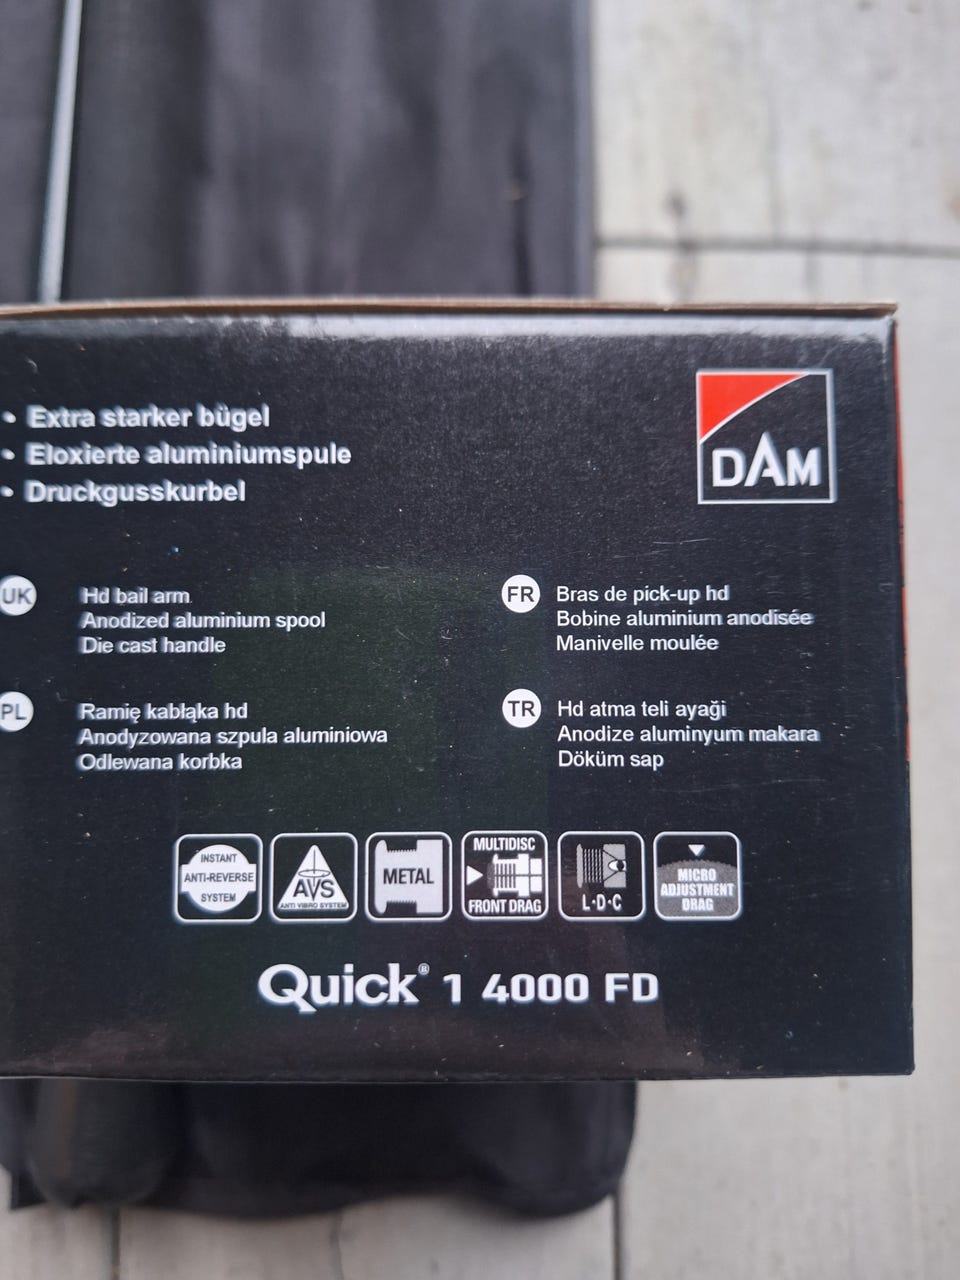 • Extra starker bügel
• Eloxierte aluminiumspule
• Druckgusskurbel
DAM
UK
Hd bail arm
Anodized aluminium spool
Die cast handle
FR
Bras de pick-up hd
Bobine aluminium anodisée
Manivelle moulée
PL
Ramię kabłąka hd
Anodyzowana szpula aluminiowa
Odlewana korbka
TR
Hd atma teli ayaği
Anodize aluminyum makara
Döküm sap
INSTANT
ANTI-REVERSE
SYSTEM
AVS
ANTI VIBRO SYSTEM
METAL
MULTIDISC
FRONT DRAG
L·D·C
MICRO
ADJUSTMENT
DRAG
Quick® 1 4000 FD